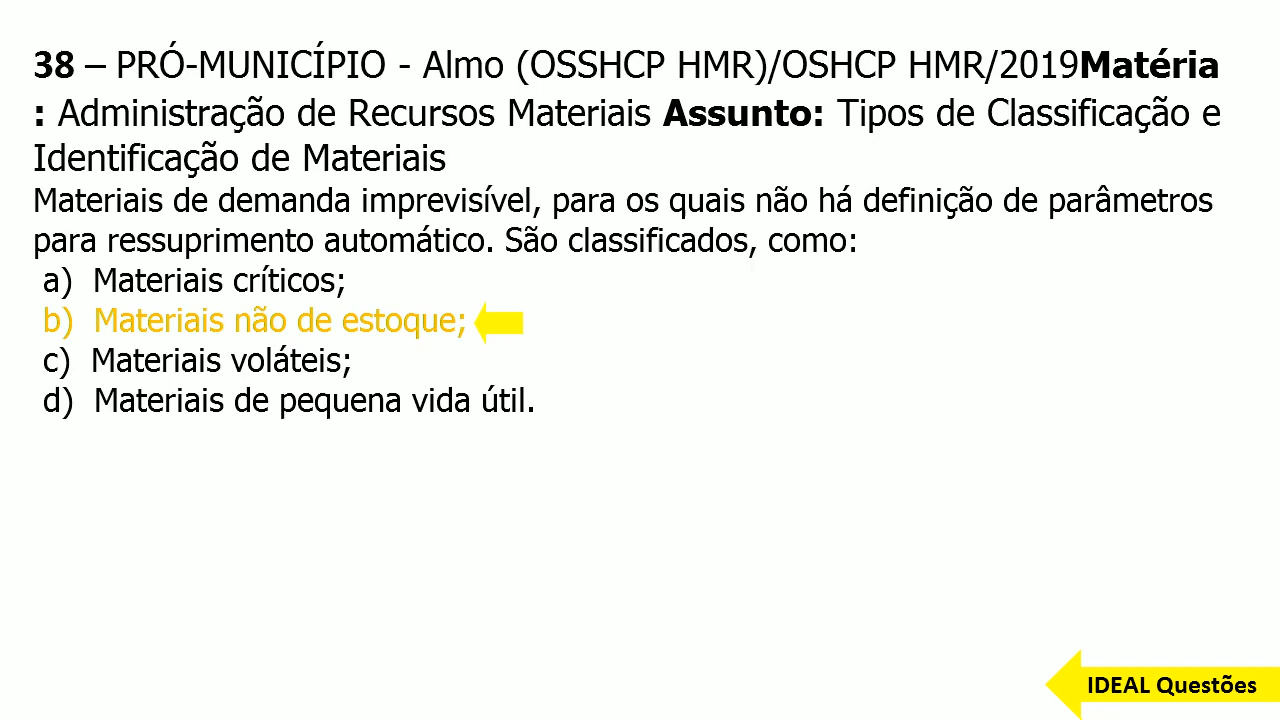 38 – PRÓ-MUNICÍPIO - Almo (OSSHCP HMR)/OSHCP HMR/2019Matéria
: Administração de Recursos Materiais Assunto: Tipos de Classificação e
Identificação de Materiais
Materiais de demanda imprevisível, para os quais não há definição de parâmetros
para ressuprimento automático. São classificados, como:
a) Materiais críticos;
b) Materiais não de estoque;
c) Materiais voláteis;
d) Materiais de pequena vida útil.
IDEAL Questões